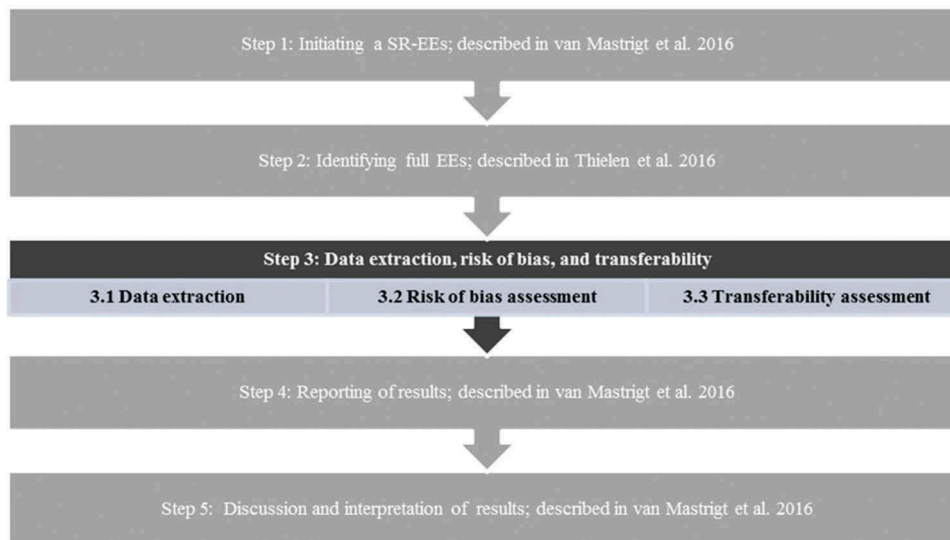 Step 1: Initiating a SR-EEs; described in van Mastrigt et al. 2016
Step 2: Identifying full EEs; described in Thielen et al. 2016
Step 3: Data extraction, risk of bias, and transferability
3.1 Data extraction
3.2 Risk of bias assessment
3.3 Transferability assessment
Step 4: Reporting of results; described in van Mastrigt et al. 2016
Step 5: Discussion and interpretation of results; described in van Mastrigt et al. 2016